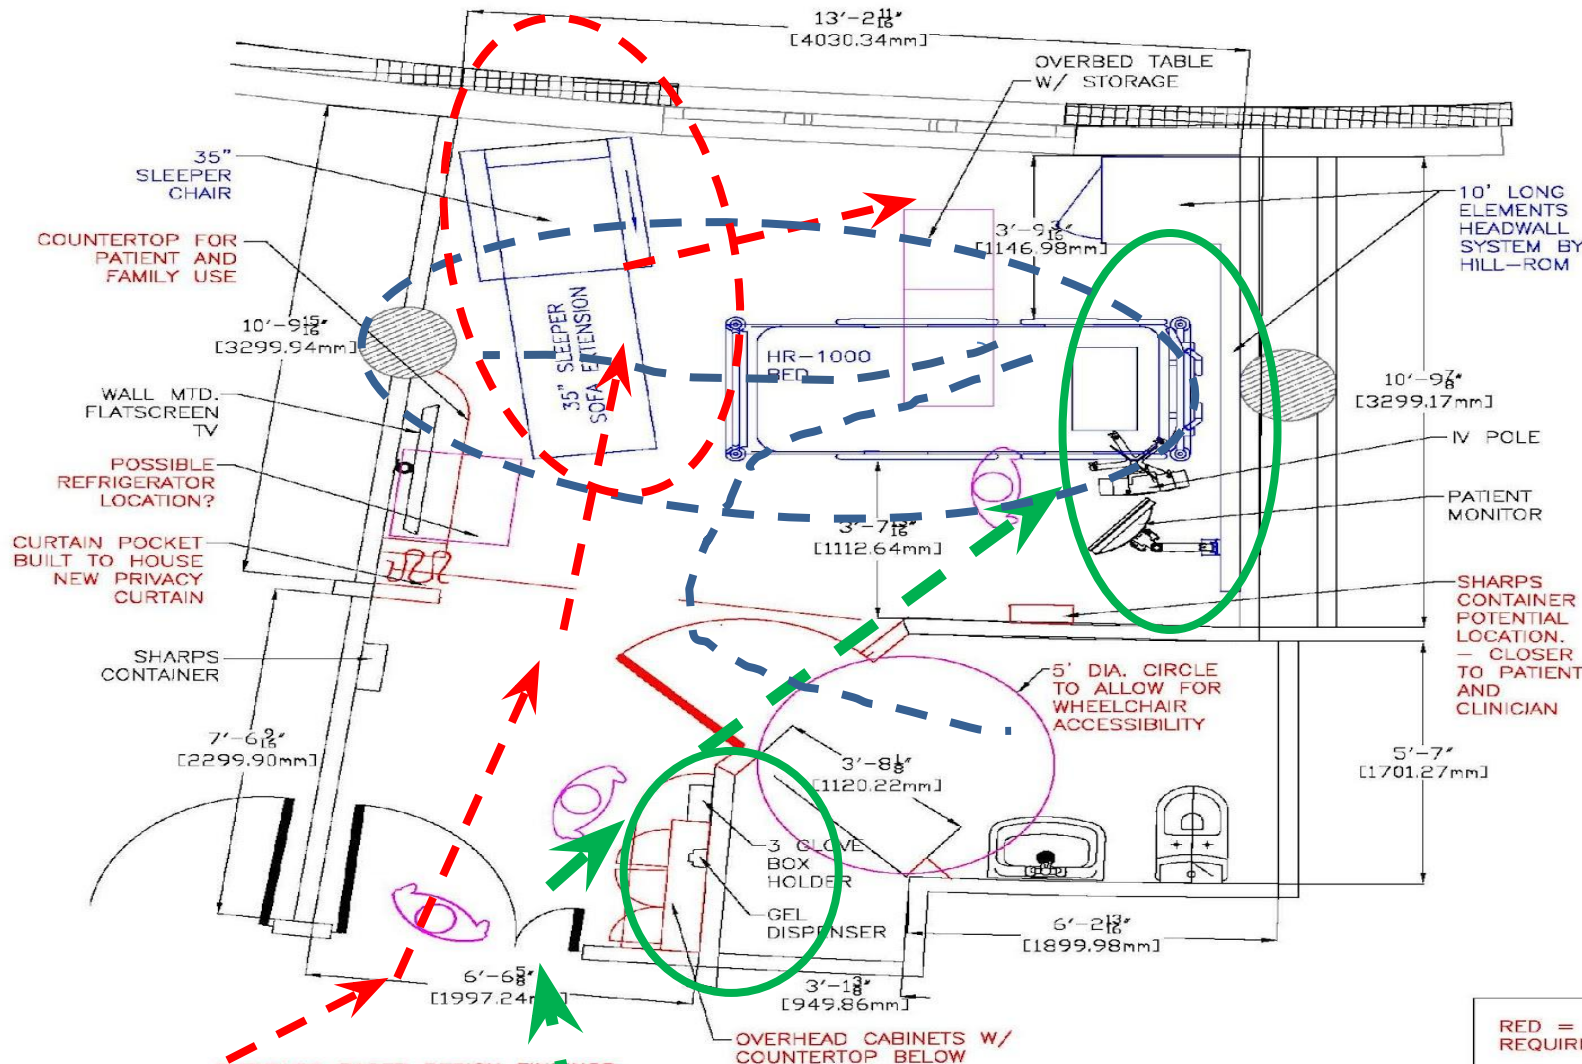 13'-2 11/16"
[4030.34mm]
OVERBED TABLE
W/ STORAGE
35"
SLEEPER
CHAIR
COUNTERTOP FOR
PATIENT AND
FAMILY USE
10'-9 15/16"
[3299.94mm]
WALL MTD.
FLATSCREEN
TV
POSSIBLE
REFRIGERATOR
LOCATION?
CURTAIN POCKET
BUILT TO HOUSE
NEW PRIVACY
CURTAIN
SHARPS
CONTAINER
7'-6 9/16"
[2299.90mm]
35" SLEEPER
SOFA EXTENSION
HR-1000
BED
3'-9 3/16"
[1146.98mm]
10' LONG
ELEMENTS
HEADWALL
SYSTEM BY
HILL-ROM
10'-9 7/8"
[3299.17mm]
IV POLE
PATIENT
MONITOR
3'-7 13/16"
[1112.64mm]
SHARPS
CONTAINER
POTENTIAL
LOCATION.
- CLOSER
TO PATIENT
AND
CLINICIAN
5' DIA. CIRCLE
TO ALLOW FOR
WHEELCHAIR
ACCESSIBILITY
3'-8 1/8"
[1120.22mm]
5'-7"
[1701.27mm]
3 GLOVE
BOX
HOLDER
GEL
DISPENSER
6'-2 13/16"
[1899.98mm]
6'-6 5/8"
[1997.24mm]
3'-1 3/8"
[949.86mm]
OVERHEAD CABINETS W/
COUNTERTOP BELOW
RED =